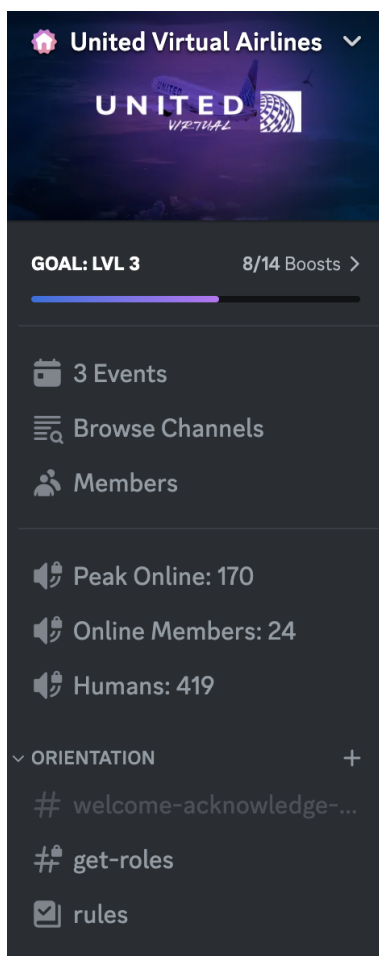 United Virtual Airlines
UNITED
UNITED
VIRTUAL
GOAL: LVL 3
8/14 Boosts
3 Events
Browse Channels
Members
Peak Online: 170
Online Members: 24
Humans: 419
ORIENTATION
welcome-acknowledge-...
get-roles
rules